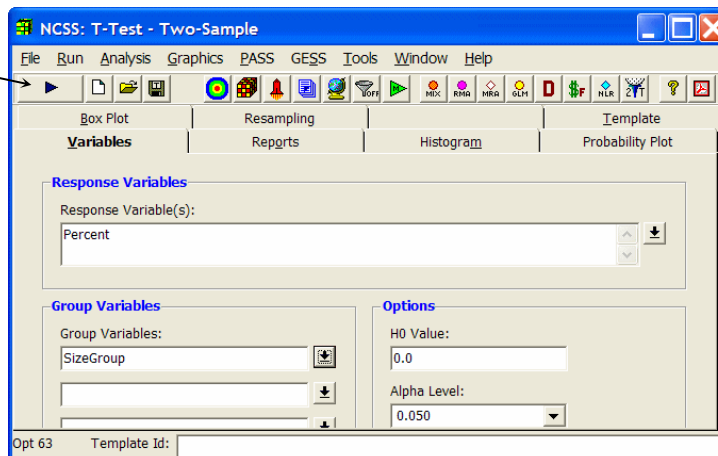 NCSS: T-Test - Two-Sample
File Run Analysis Graphics PASS GESS Tools Window Help
UOFF N MIX RMA MRA GLM D $F NLR 2TT ?
Box Plot Resampling Template
Variables Reports Histogram Probability Plot
Response Variables
Response Variable(s):
Percent
Group Variables Options
Group Variables: H0 Value:
SizeGroup 0.0
Alpha Level:
0.050
Opt 63 Template Id: